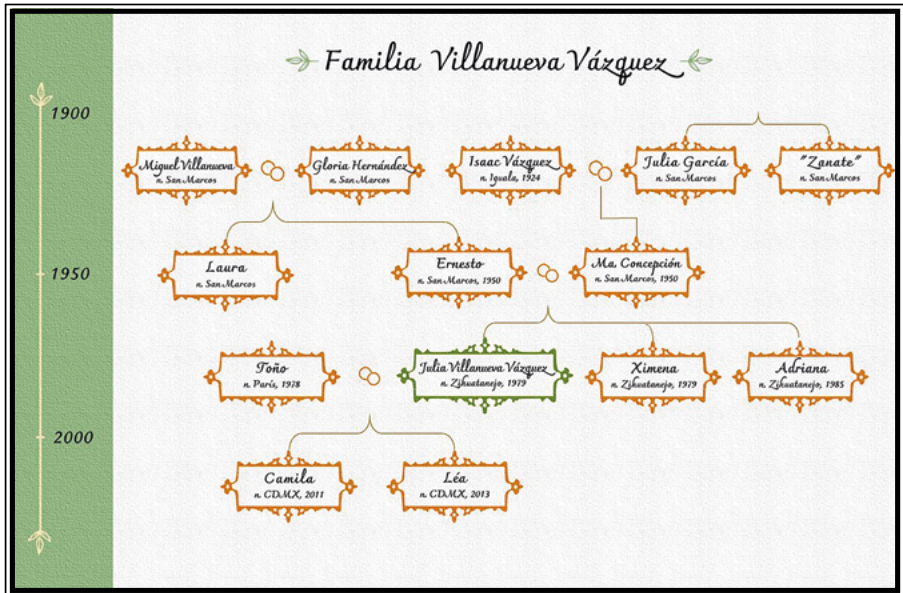 Familia Villanueva Vázquez
1900
Miguel Villanueva
n. San Marcos
Gloria Hernández
n. San Marcos
Isaac Vázquez
n. Iguala, 1924
Julia García
n. San Marcos
"Zanate"
n. San Marcos
1950
Laura
n. San Marcos
Ernesto
n. San Marcos, 1950
Ma. Concepción
n. San Marcos, 1950
Toño
n. París, 1978
Julia Villanueva Vázquez
n. Zihuatanejo, 1979
Ximena
n. Zihuatanejo, 1979
Adriana
n. Zihuatanejo, 1985
2000
Camila
n. CDMX, 2011
Léa
n. CDMX, 2013